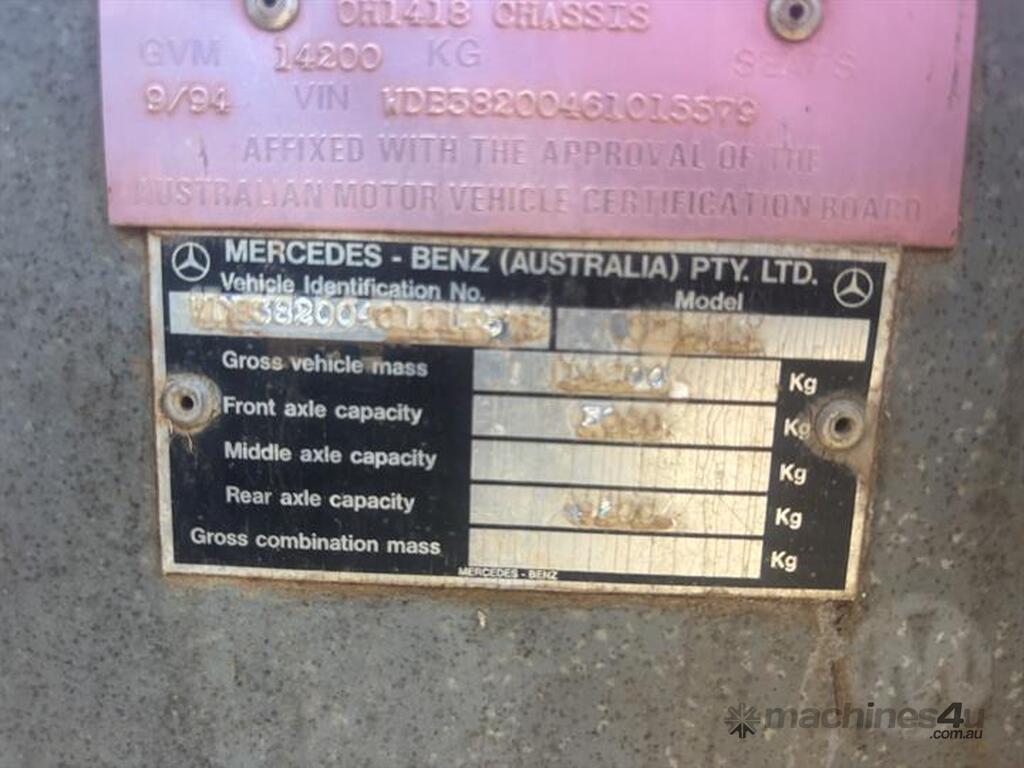 OH1418 CHASSIS
GVM 14200 KG SEATS
9/94 VIN WDB38200461015579
AFFIXED WITH THE APPROVAL OF THE
AUSTRALIAN MOTOR VEHICLE CERTIFICATION BOARD
MERCEDES - BENZ (AUSTRALIA) PTY. LTD.
Vehicle Identification No. Model
Gross vehicle mass Kg
Front axle capacity Kg
Middle axle capacity Kg
Rear axle capacity Kg
Gross combination mass Kg
MERCEDES - BENZ
machines4u
.com.au